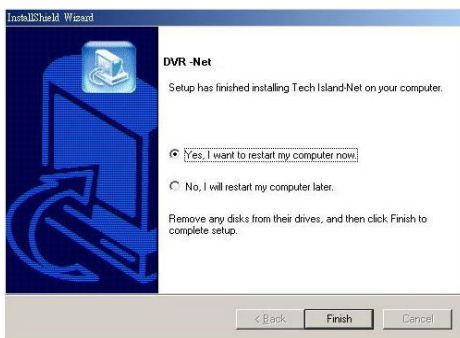 InstallShield Wizard
DVR -Net
Setup has finished installing Tech Island-Net on your computer.
Yes, I want to restart my computer now.
No, I will restart my computer later.
Remove any disks from their drives, and then click Finish to
complete setup.
< Back
Finish
Cancel